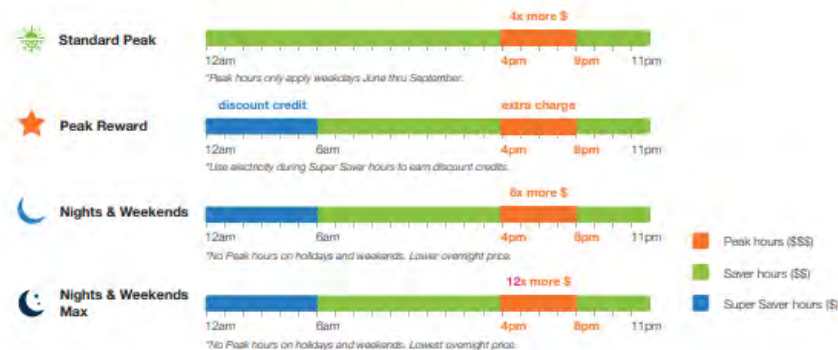 4x more $
Standard Peak
12am 4pm 8pm 11pm
*Peak hours only apply weekdays June thru September.
discount credit extra charge
Peak Reward
12am 6am 4pm 8pm 11pm
*Use electricity during Super Saver hours to earn discount credits.
6x more $
Nights & Weekends
12am 6am 4pm 8pm 11pm
Peak hours ($$$)
*No Peak hours on holidays and weekends. Lower overnight price.
Saver hours ($$)
12x more $
Nights & Weekends
Max
Super Saver hours ($)
12am 6am 4pm 8pm 11pm
*No Peak hours on holidays and weekends. Lowest overnight price.